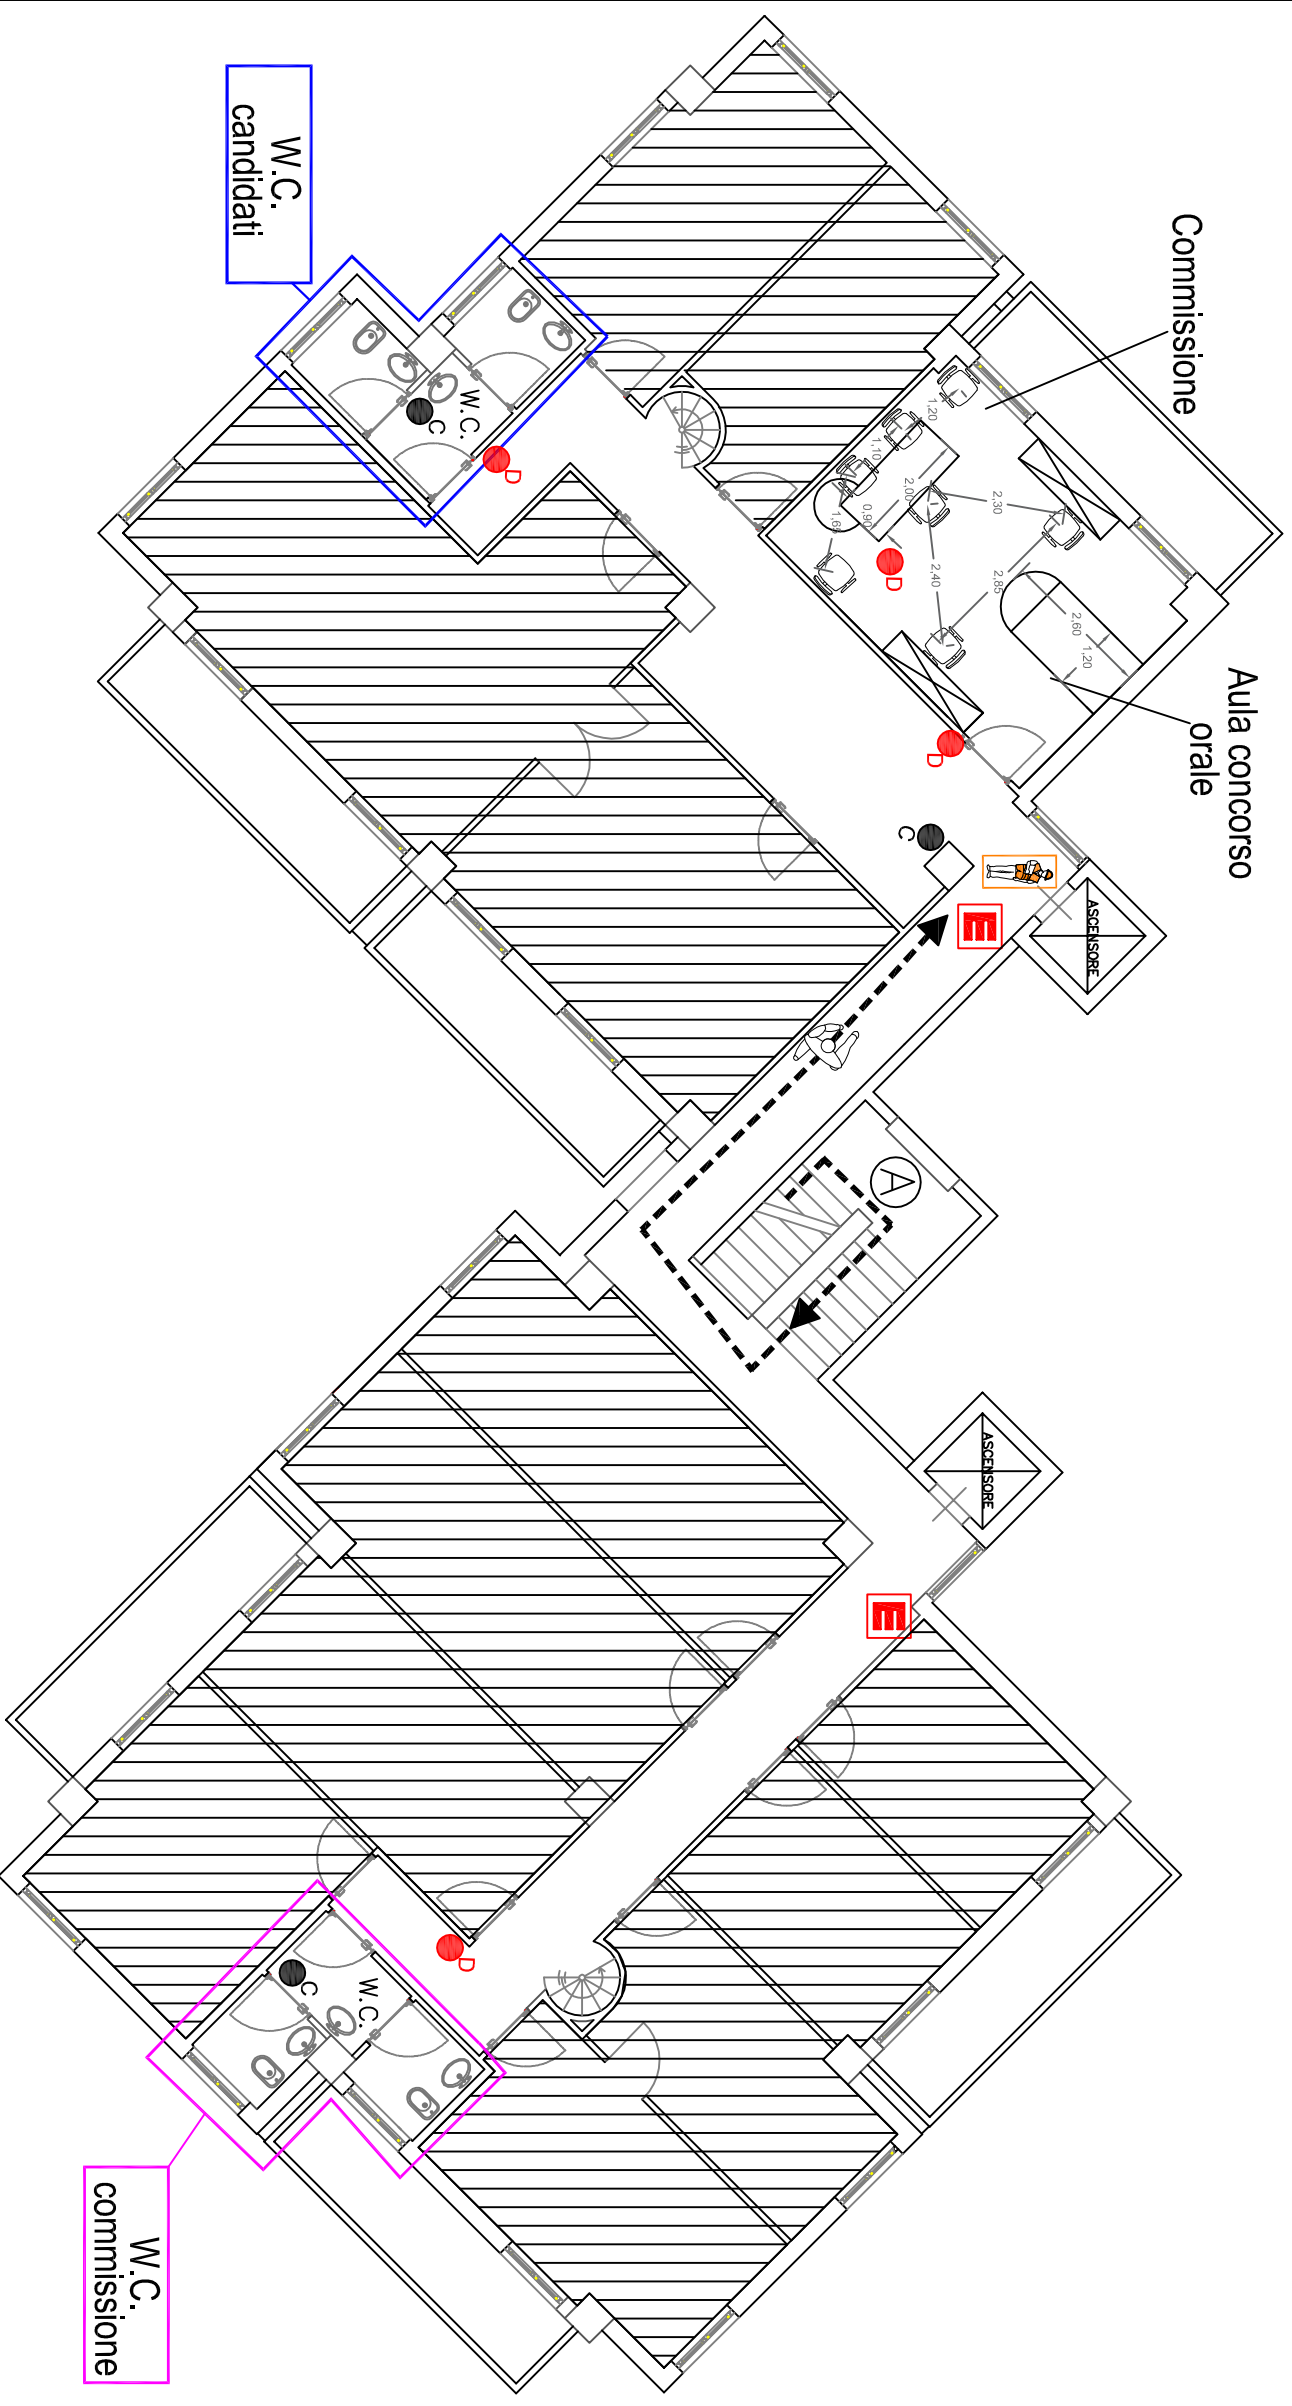 Commissione
Aula concorso
orale
W.C.
candidati
W.C.
C
D
1,20
1,10
2,00
0,90
1,65
2,30
2,40
2,85
2,60
1,20
D
D
C
E
ASCENSORE
A
ASCENSORE
E
D
W.C.
C
W.C.
commissione